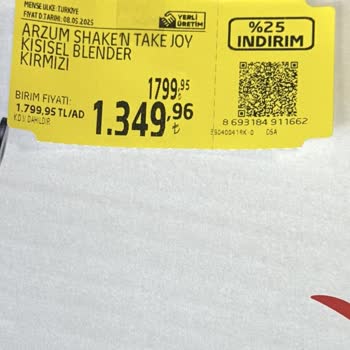 MENŞE ÜLKE: TÜRKİYE
FİYAT D.TARİHİ: 08.05.2025
YERLİ
ÜRETİM
%25
İNDİRİM
ARZUM SHAKE'N TAKE JOY
KİŞİSEL BLENDER
KIRMIZI
1799,95
BİRİM FİYATI:
1.799,95 TL/AD
K.D.V. DAHİLDİR
1.349,96
₺
8 693184 911662
D6A